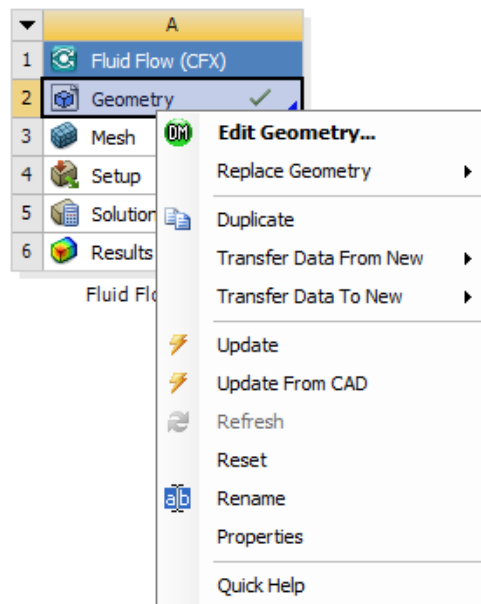 A
1 Fluid Flow (CFX)
2 Geometry
3 Mesh
4 Setup
5 Solution
6 Results
Fluid Flo
DM Edit Geometry...
Replace Geometry
Duplicate
Transfer Data From New
Transfer Data To New
Update
Update From CAD
Refresh
Reset
ab Rename
Properties
Quick Help